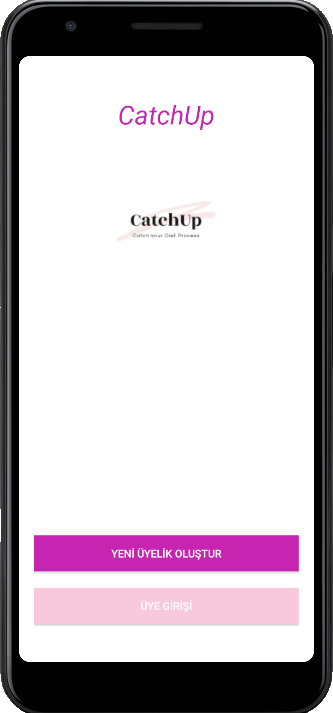 CatchUp
CatchUp
Catch your Diet Process
YENİ ÜYELİK OLUŞTUR
ÜYE GİRİŞİ